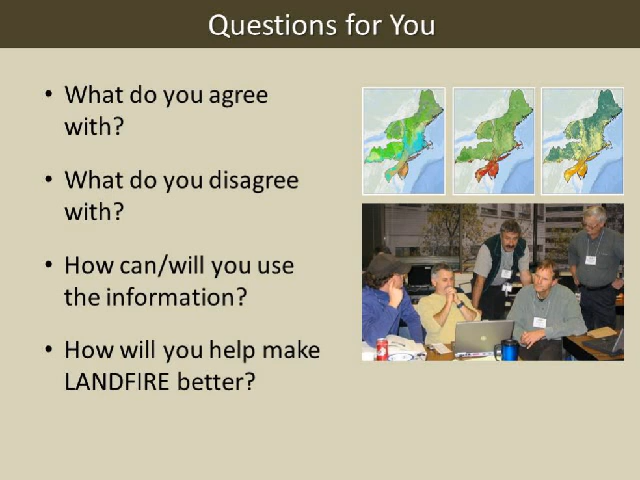 Questions for You
• What do you agree
with?
• What do you disagree
with?
• How can/will you use
the information?
• How will you help make
LANDFIRE better?